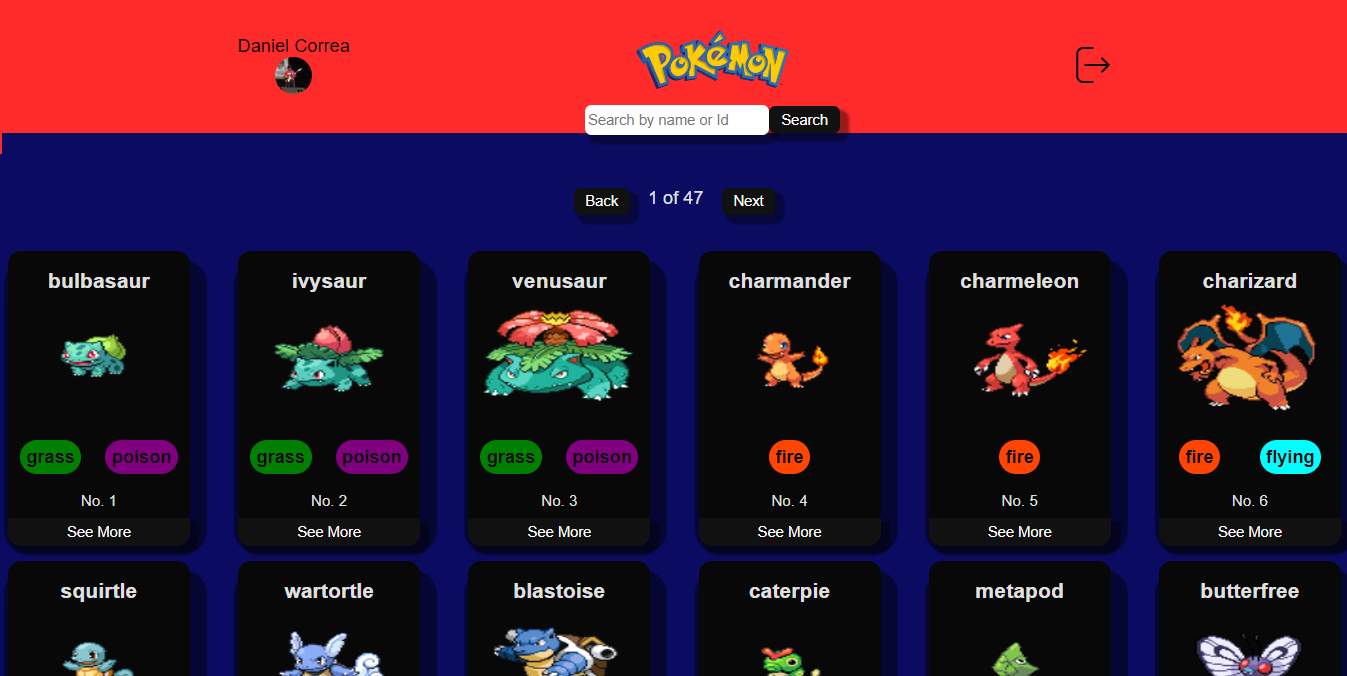 Daniel Correa
POKéMON
Search by name or Id
Search
Back
1 of 47
Next
bulbasaur
ivysaur
venusaur
charmander
charmeleon
charizard
grass
poison
grass
poison
grass
poison
fire
fire
fire
flying
No. 1
No. 2
No. 3
No. 4
No. 5
No. 6
See More
See More
See More
See More
See More
See More
squirtle
wartortle
blastoise
caterpie
metapod
butterfree